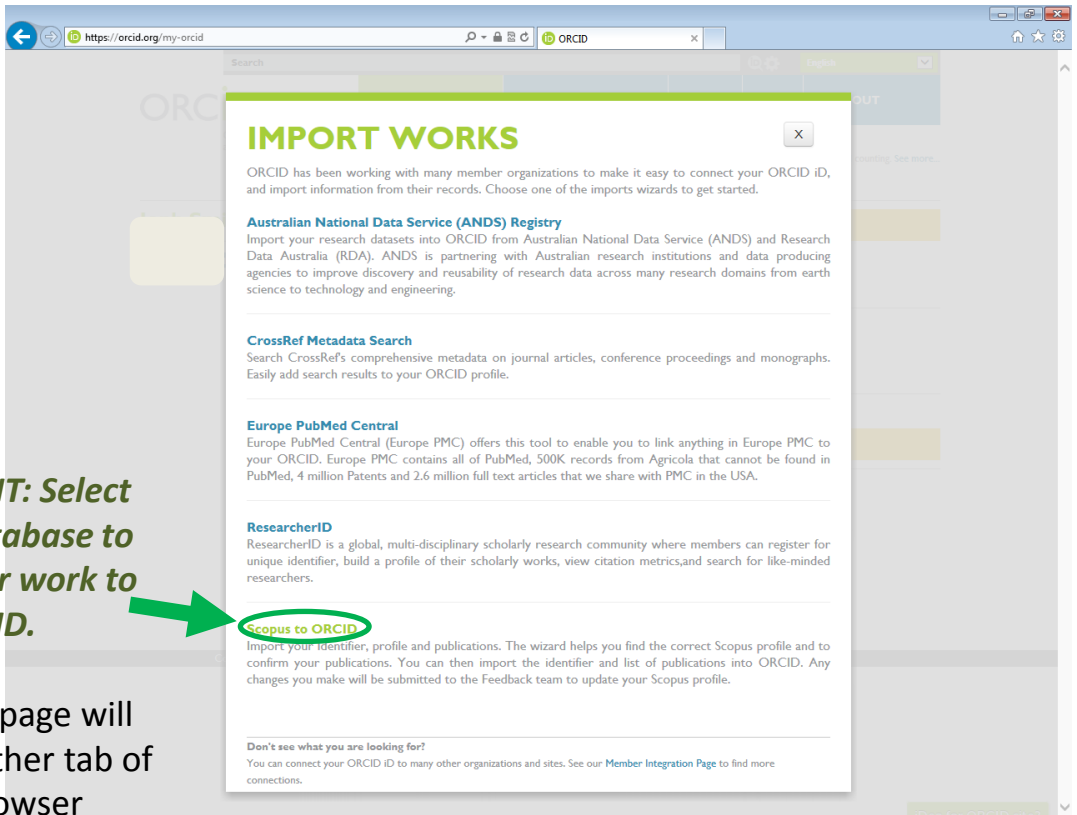 https://orcid.org/my-orcid
ORCID
Search
English
ORC
OUT
IMPORT WORKS
X
ORCID has been working with many member organizations to make it easy to connect your ORCID iD,
and import information from their records. Choose one of the imports wizards to get started.
See more..
Australian National Data Service (ANDS) Registry
Import your research datasets into ORCID from Australian National Data Service (ANDS) and Research
Data Australia (RDA). ANDS is partnering with Australian research institutions and data producing
agencies to improve discovery and reusability of research data across many research domains from earth
science to technology and engineering.
CrossRef Metadata Search
Search CrossRef's comprehensive metadata on journal articles, conference proceedings and monographs.
Easily add search results to your ORCID profile.
Europe PubMed Central
Europe PubMed Central (Europe PMC) offers this tool to enable you to link anything in Europe PMC to
your ORCID. Europe PMC contains all of PubMed, 500K records from Agricola that cannot be found in
PubMed, 4 million Patents and 2.6 million full text articles that we share with PMC in the USA.
NT: Select
tabase to
r work to
ID.
ResearcherID
ResearcherID is a global, multi-disciplinary scholarly research community where members can register for
unique identifier, build a profile of their scholarly works, view citation metrics,and search for like-minded
researchers.
Scopus to ORCID
Import your identifier, profile and publications. The wizard helps you find the correct Scopus profile and to
confirm your publications. You can then import the identifier and list of publications into ORCID. Any
changes you make will be submitted to the Feedback team to update your Scopus profile.
page will
ther tab of
owser
Don't see what you are looking for?
You can connect your ORCID iD to many other organizations and sites. See our Member Integration Page to find more
connections.